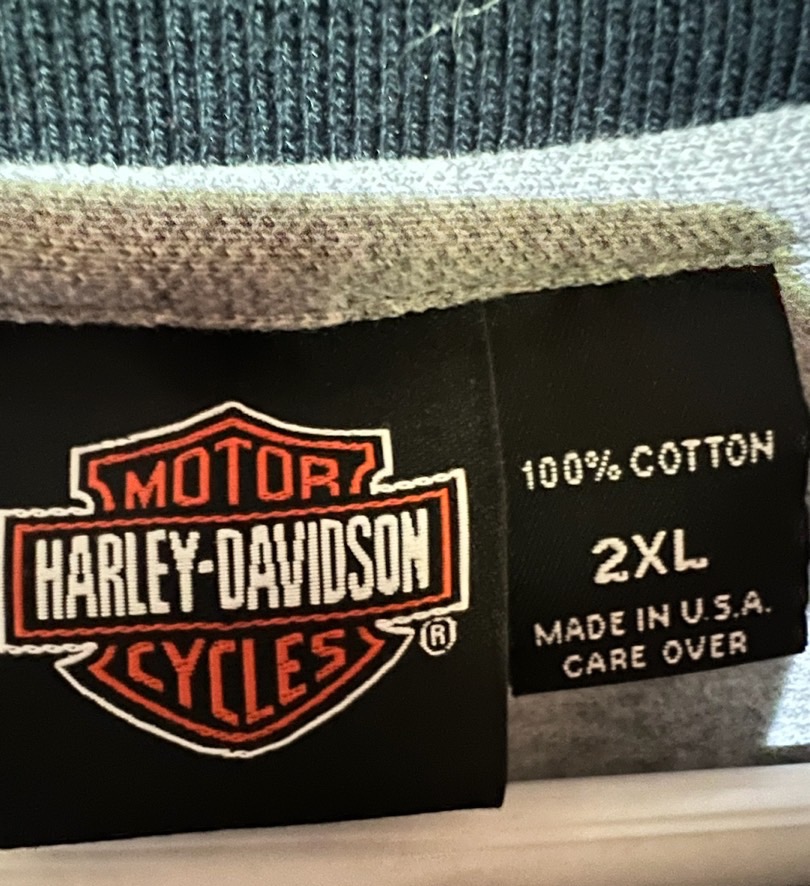 MOTOR
HARLEY-DAVIDSON
CYCLES
®
100% COTTON
2XL
MADE IN U.S.A.
CARE OVER